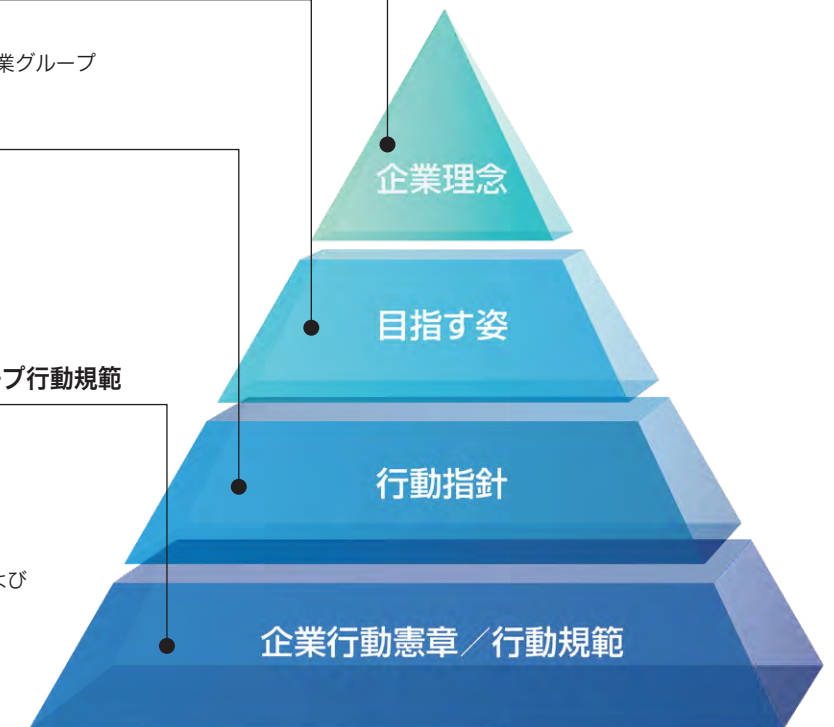 業グループ
企業理念
目指す姿
プ行動規範
行動指針
よび
企業行動憲章／行動規範